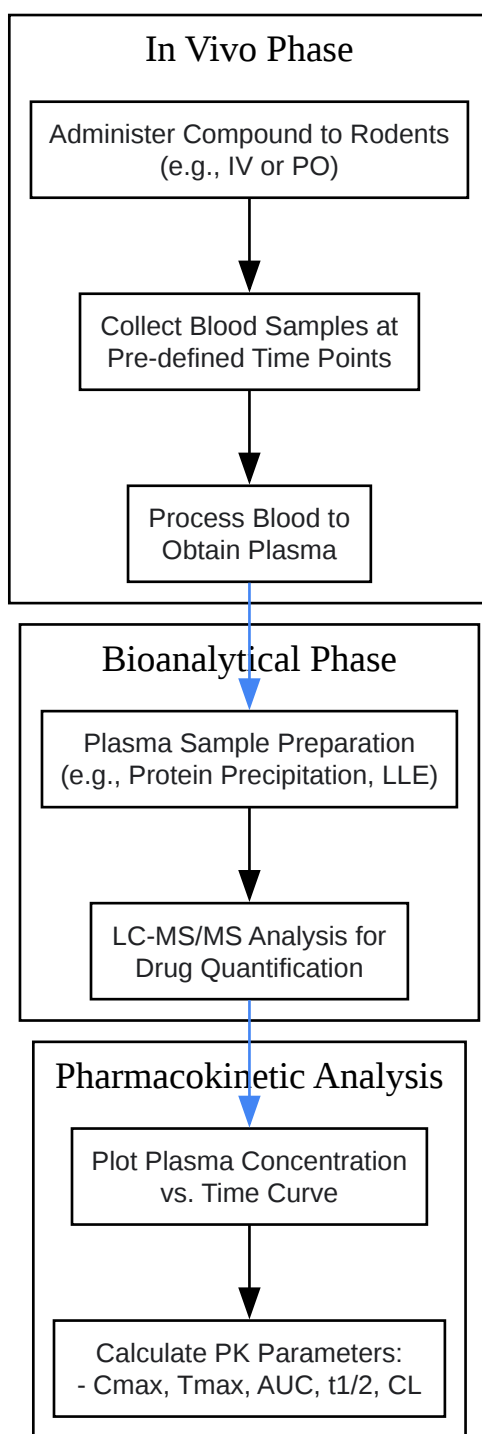 In Vivo Phase
Administer Compound to Rodents
(e.g., IV or PO)
Collect Blood Samples at
Pre-defined Time Points
Process Blood to
Obtain Plasma
Bioanalytical Phase
Plasma Sample Preparation
(e.g., Protein Precipitation, LLE)
LC-MS/MS Analysis for
Drug Quantification
Pharmacokinetic Analysis
Plot Plasma Concentration
vs. Time Curve
Calculate PK Parameters:
- Cmax, Tmax, AUC, t1/2, CL